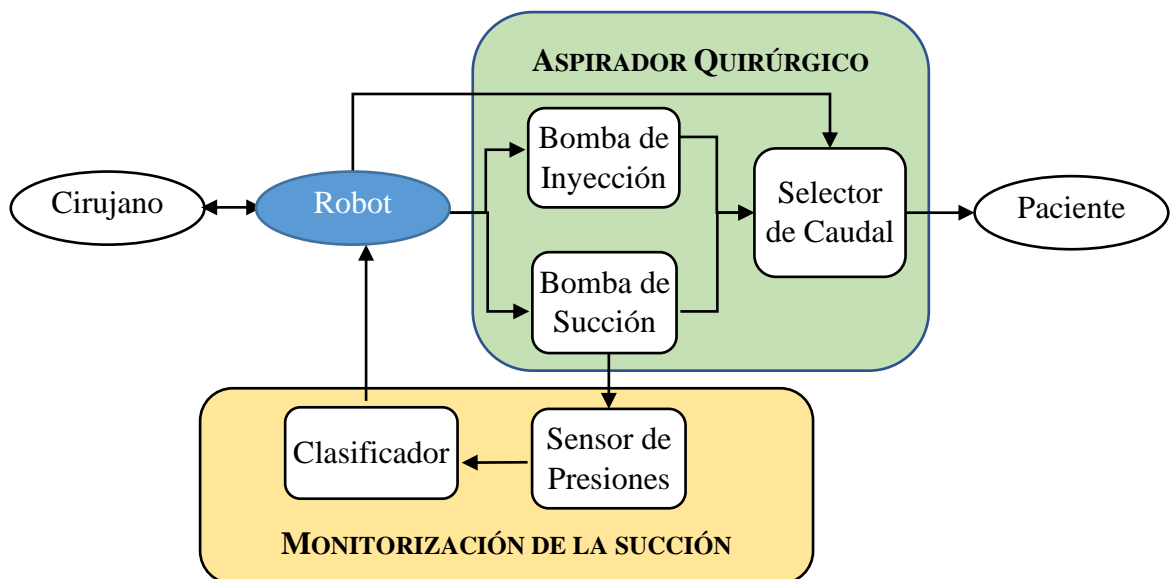 ASPIRADOR QUIRÚRGICO
Bomba de
Inyección
Cirujano
Robot
Selector
de Caudal
Paciente
Bomba de
Succión
Clasificador
Sensor de
Presiones
MONITORIZACIÓN DE LA SUCCIÓN